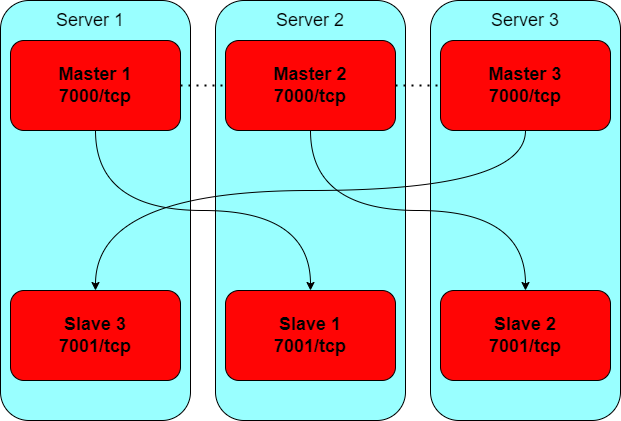 Server 1
Server 2
Server 3
Master 1
7000/tcp
Master 2
7000/tcp
Master 3
7000/tcp
Slave 3
7001/tcp
Slave 1
7001/tcp
Slave 2
7001/tcp